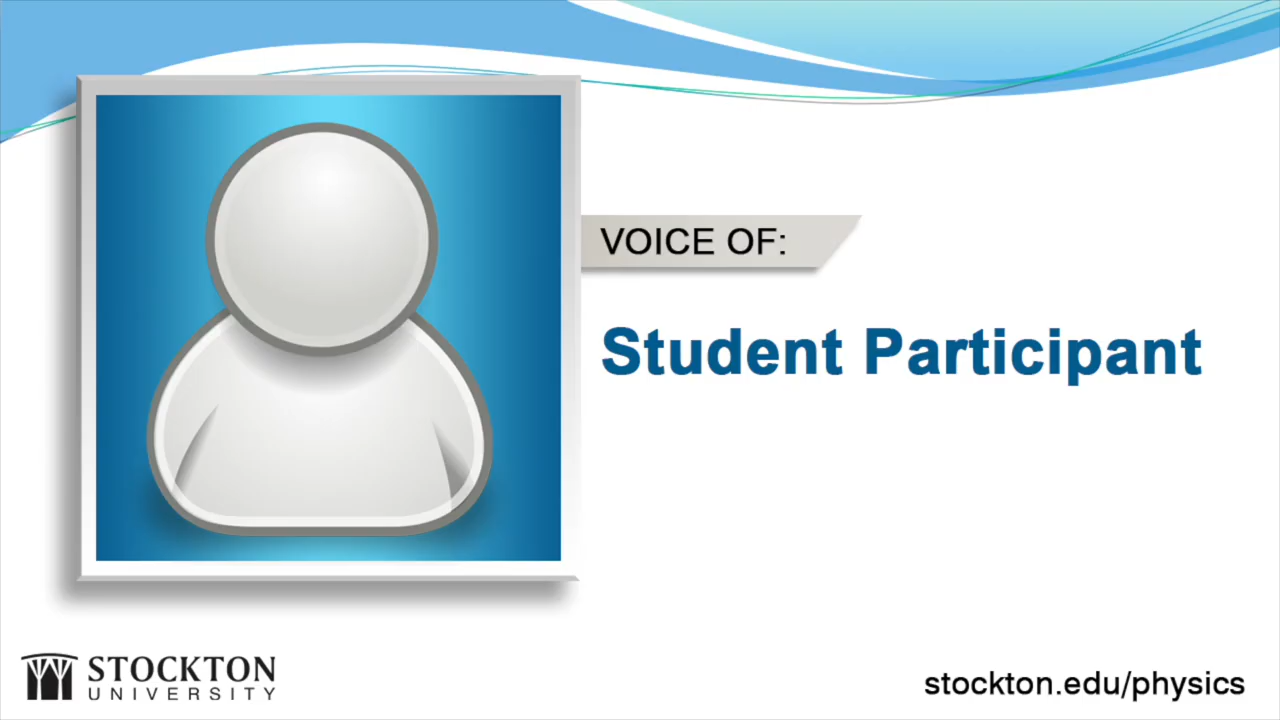 VOICE OF:
Student Participant
STOCKTON
UNIVERSITY
stockton.edu/physics